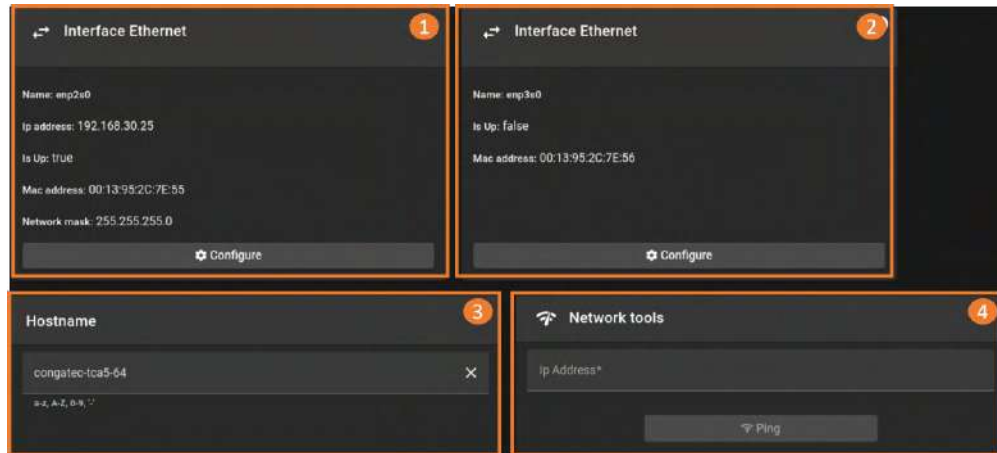 Interface Ethernet
1
Name: enp2s0
Ip address: 192.168.30.25
Is Up: true
Mac address: 00:13:95:2C:7E:55
Network mask: 255.255.255.0
Configure
Interface Ethernet
2
Name: enp3s0
Is Up: false
Mac address: 00:13:95:2C:7E:56
Configure
Hostname
3
congatec-tca5-64
a-z, A-Z, 0-9, '-'
Network tools
4
Ip Address*
Ping